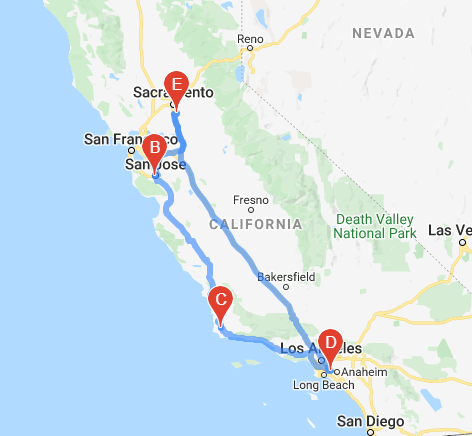 NEVADA
Reno
E
Sacramento
San Francisco
B
San Jose
Fresno
CALIFORNIA
Death Valley
National Park
Las Ve
Bakersfield
C
D
Los Angeles
Anaheim
Long Beach
San Diego